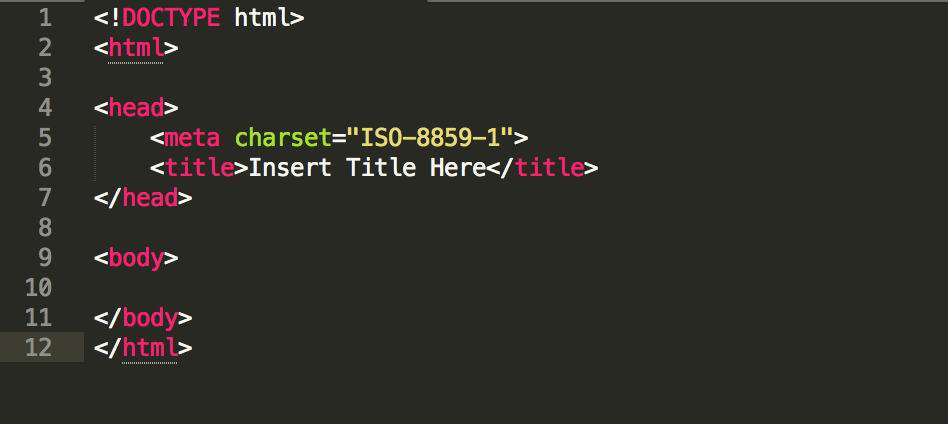 1 <!DOCTYPE html>
2 <html>
3
4 <head>
5     <meta charset="ISO-8859-1">
6     <title>Insert Title Here</title>
7 </head>
8
9 <body>
10
11 </body>
12 </html>